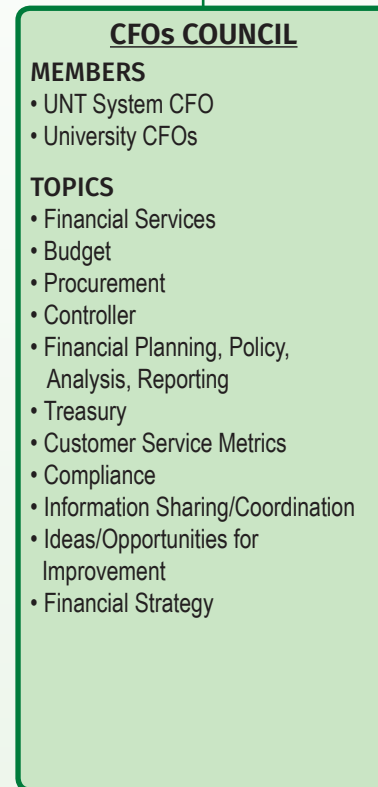 CFOs COUNCIL
MEMBERS
• UNT System CFO
• University CFOs
TOPICS
• Financial Services
• Budget
• Procurement
• Controller
• Financial Planning, Policy,
Analysis, Reporting
• Treasury
• Customer Service Metrics
• Compliance
• Information Sharing/Coordination
• Ideas/Opportunities for
Improvement
• Financial Strategy